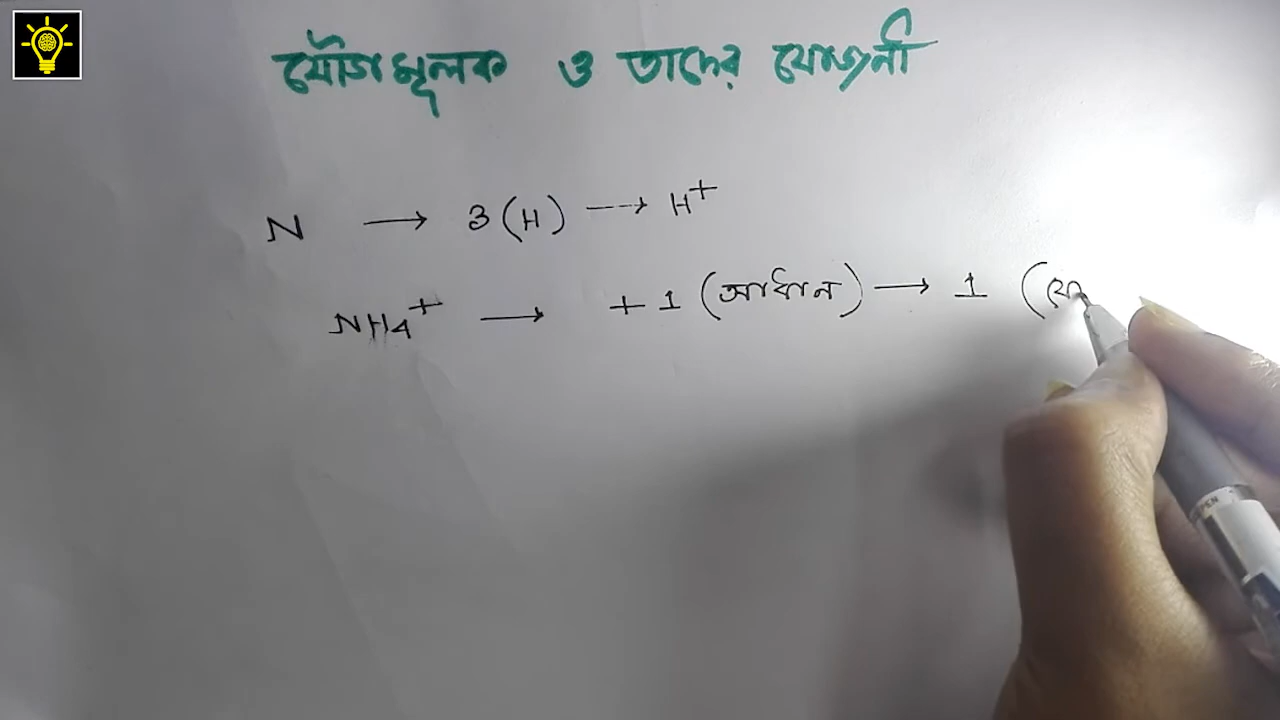 যৌগমূলক ও তাদের যোজনী
N → 3 (H) → H⁺
NH₄⁺ → + 1 (আধান) → 1 (যো